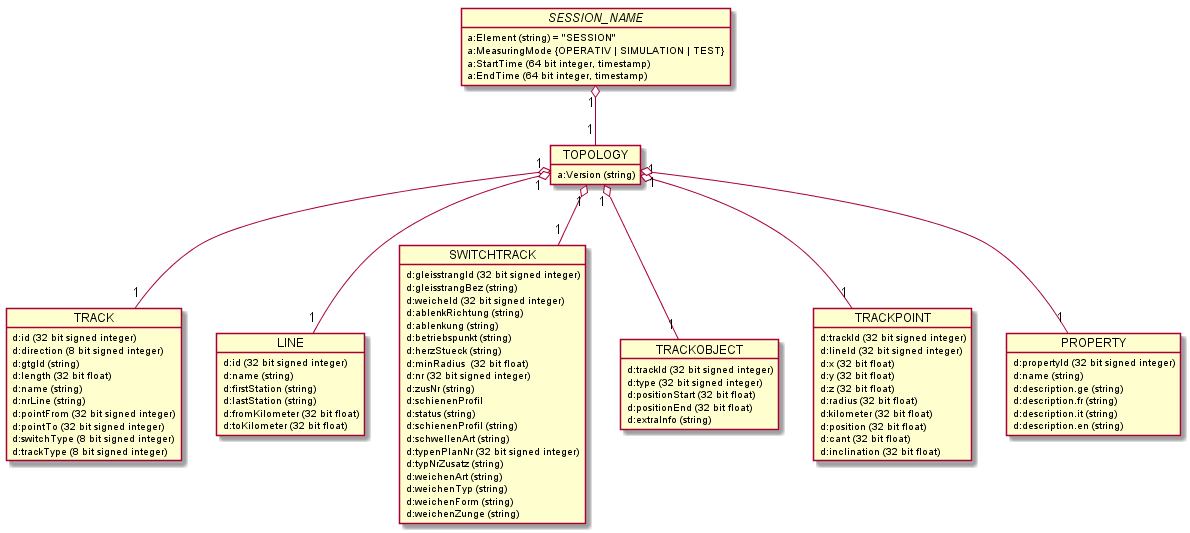 SESSION_NAME
a:Element (string) = "SESSION"
a:MeasuringMode {OPERATIV | SIMULATION | TEST}
a:StartTime (64 bit integer, timestamp)
a:EndTime (64 bit integer, timestamp)
1
1
TOPOLOGY
a:Version (string)
1
1
1
1
1
1
1
1
1
1
1
1
TRACK
d:id (32 bit signed integer)
d:direction (8 bit signed integer)
d:gtgId (string)
d:length (32 bit float)
d:name (string)
d:nrLine (string)
d:pointFrom (32 bit signed integer)
d:pointTo (32 bit signed integer)
d:switchType (8 bit signed integer)
d:trackType (8 bit signed integer)
LINE
d:id (32 bit signed integer)
d:name (string)
d:firstStation (string)
d:lastStation (string)
d:fromKilometer (32 bit float)
d:toKilometer (32 bit float)
SWITCHTRACK
d:gleisstrangId (32 bit signed integer)
d:gleisstrangBez (string)
d:weicheId (32 bit signed integer)
d:ablenkRichtung (string)
d:ablenkung (string)
d:betriebspunkt (string)
d:herzStueck (string)
d:minRadius (32 bit float)
d:nr (32 bit signed integer)
d:zusNr (string)
d:schienenProfil
d:status (string)
d:schienenProfil (string)
d:schwellenArt (string)
d:typenPlanNr (32 bit signed integer)
d:typNrZusatz (string)
d:weichenArt (string)
d:weichenTyp (string)
d:weichenForm (string)
d:weichenZunge (string)
TRACKOBJECT
d:trackId (32 bit signed integer)
d:type (32 bit signed integer)
d:positionStart (32 bit float)
d:positionEnd (32 bit float)
d:extraInfo (string)
TRACKPOINT
d:trackId (32 bit signed integer)
d:lineId (32 bit signed integer)
d:x (32 bit float)
d:y (32 bit float)
d:z (32 bit float)
d:radius (32 bit float)
d:kilometer (32 bit float)
d:position (32 bit float)
d:cant (32 bit float)
d:inclination (32 bit float)
PROPERTY
d:propertyId (32 bit signed integer)
d:name (string)
d:description.ge (string)
d:description.fr (string)
d:description.it (string)
d:description.en (string)